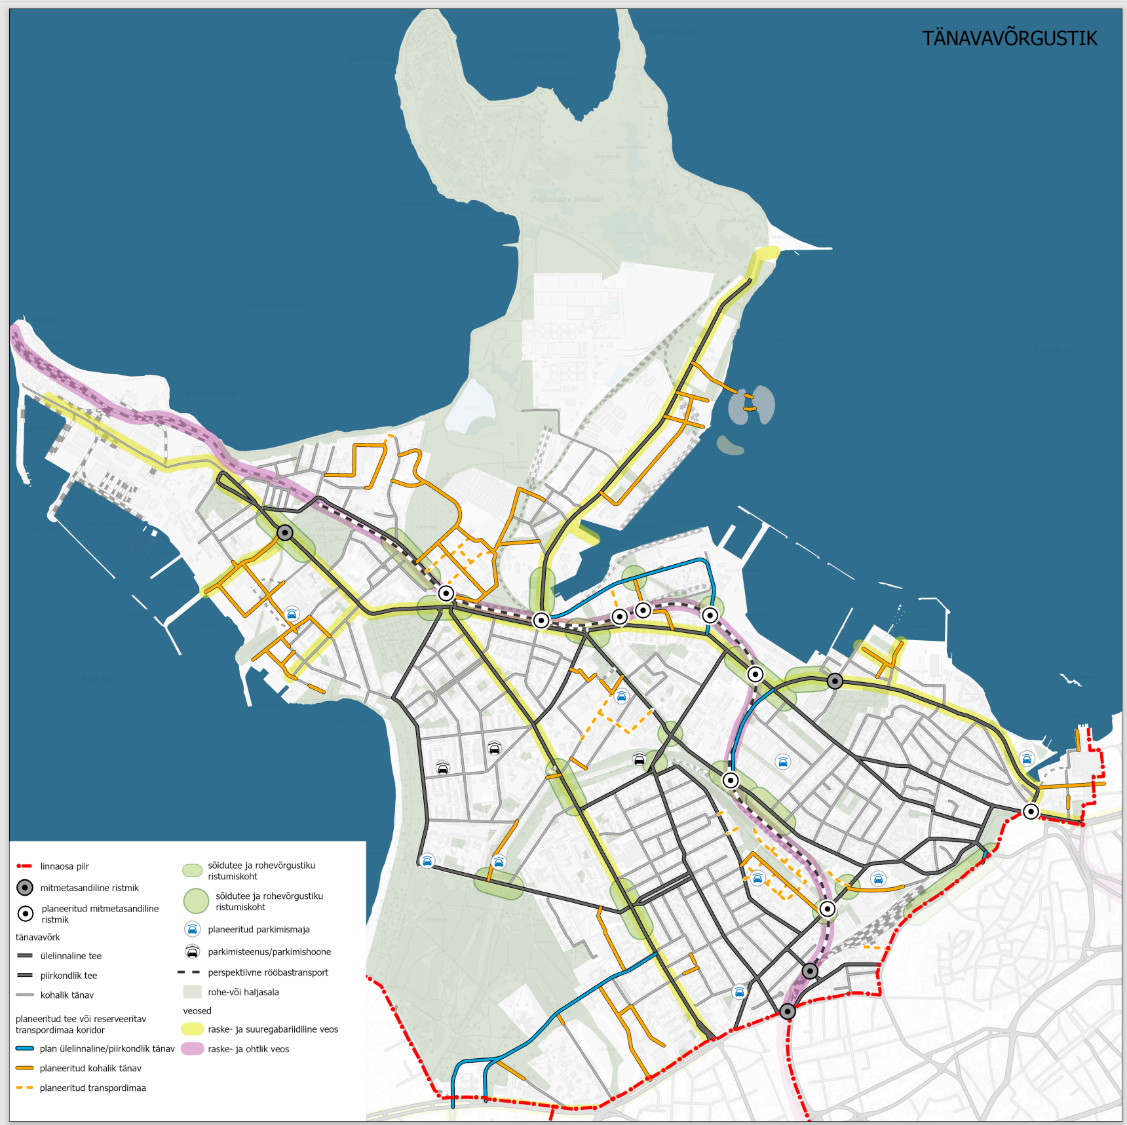 TÄNAVAVÕRGUSTIK
linnaosa piir
mitmetasandiline ristmik
planeeritud mitmetasandiline
ristmik
tänavavõrk
ülelinnaline tee
piirkondlik tee
kohalik tänav
planeeritud tee või reserveeritav
transpordimaa koridor
plan ülelinnaline/piirkondlik tänav
planeeritud kohalik tänav
planeeritud transpordimaa
sõidutee ja rohevõrgustiku
ristumiskoht
sõidutee ja rohevõrgustiku
ristumiskoht
planeeritud parkimismaja
parkimisteenus/parkimishoone
perspektiivne rööbastransport
rohe-või haljasala
veosed
raske- ja suuregabariidiline veos
raske- ja ohtlik veos